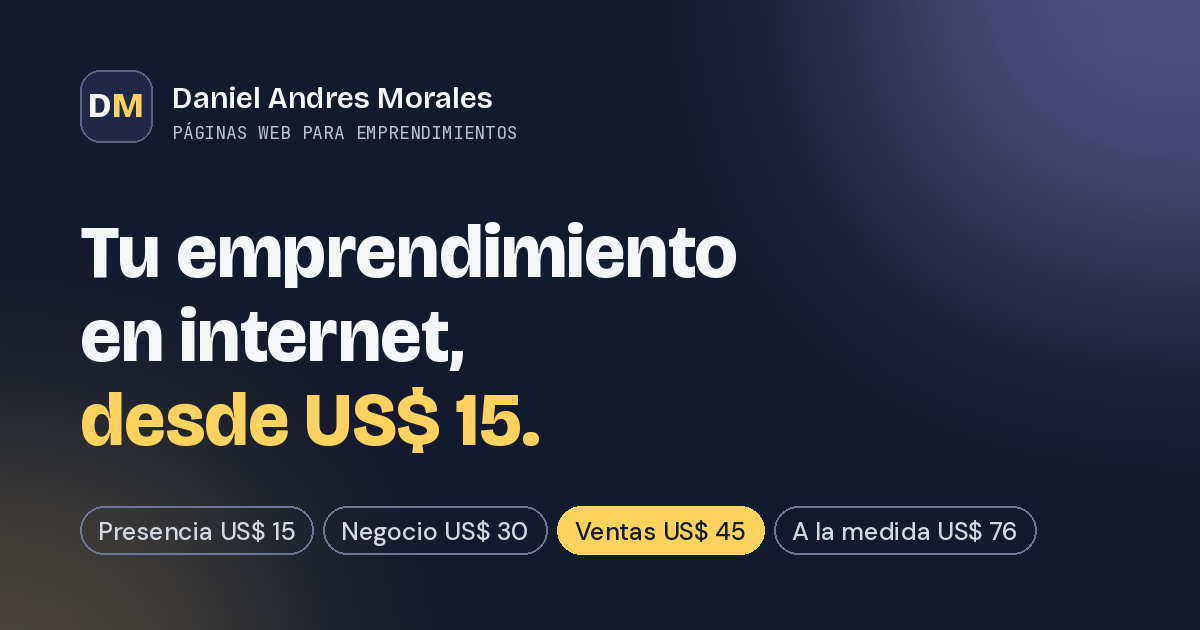 DM
Daniel Andres Morales
PÁGINAS WEB PARA EMPRENDIMIENTOS
Tu emprendimiento
en internet,
desde US$ 15.
Presencia US$ 15
Negocio US$ 30
Ventas US$ 45
A la medida US$ 76